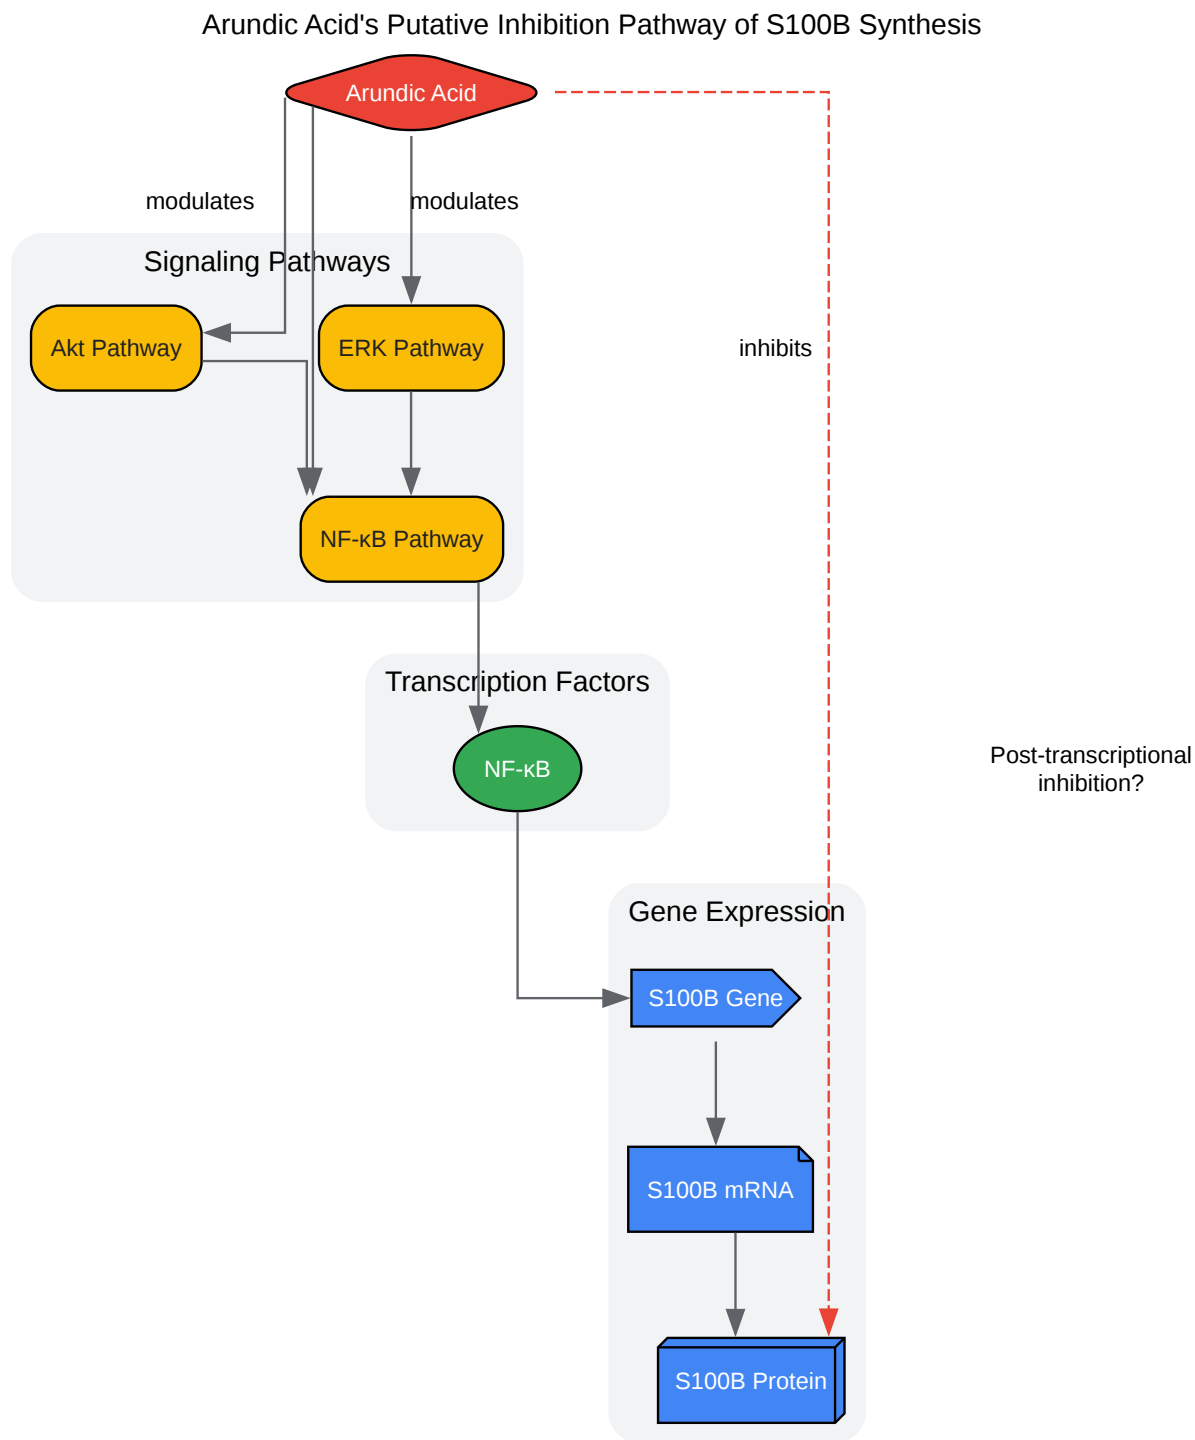 Arundic Acid's Putative Inhibition Pathway of S100B Synthesis
Arundic Acid
modulates
modulates
Signaling Pathways
Akt Pathway
ERK Pathway
inhibits
NF-κB Pathway
Transcription Factors
NF-κB
Post-transcriptional
inhibition?
Gene Expression
S100B Gene
S100B mRNA
S100B Protein